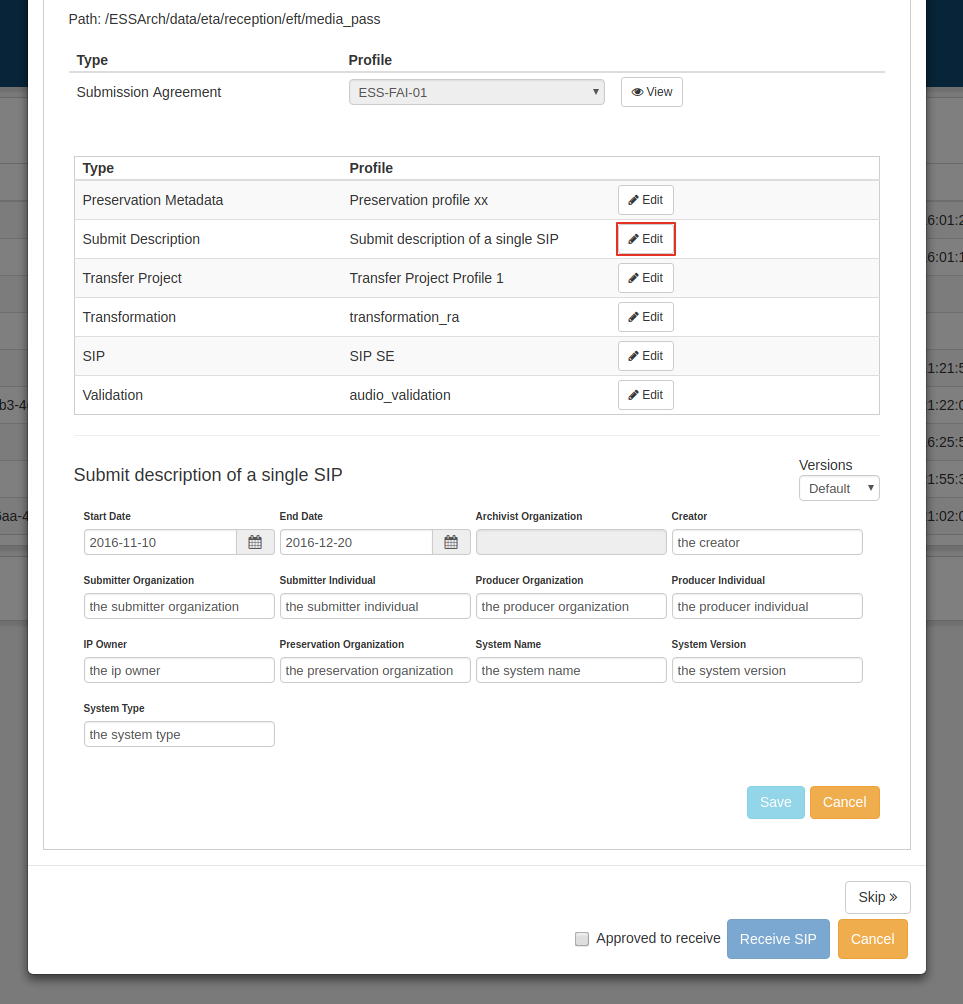 Path: /ESSArch/data/eta/reception/eft/media_pass
Type Profile
Submission Agreement ESS-FAI-01 View
Type Profile
Preservation Metadata Preservation profile xx Edit
6:01:2
Submit Description Submit description of a single SIP Edit
6:01:1
Transfer Project Transfer Project Profile 1 Edit
Transformation transformation_ra Edit
SIP SIP SE Edit
1:21:5
Validation audio_validation Edit
b3-4 1:22:0
6:25:5
Versions
Submit description of a single SIP
1:55:3
Default
Start Date End Date Archivist Organization Creator
6aa-4 1:02:0
2016-11-10 2016-12-20 the creator
Submitter Organization Submitter Individual Producer Organization Producer Individual
the submitter organization the submitter individual the producer organization the producer individual
IP Owner Preservation Organization System Name System Version
the ip owner the preservation organization the system name the system version
System Type
the system type
Save Cancel
Skip »
Approved to receive Receive SIP Cancel